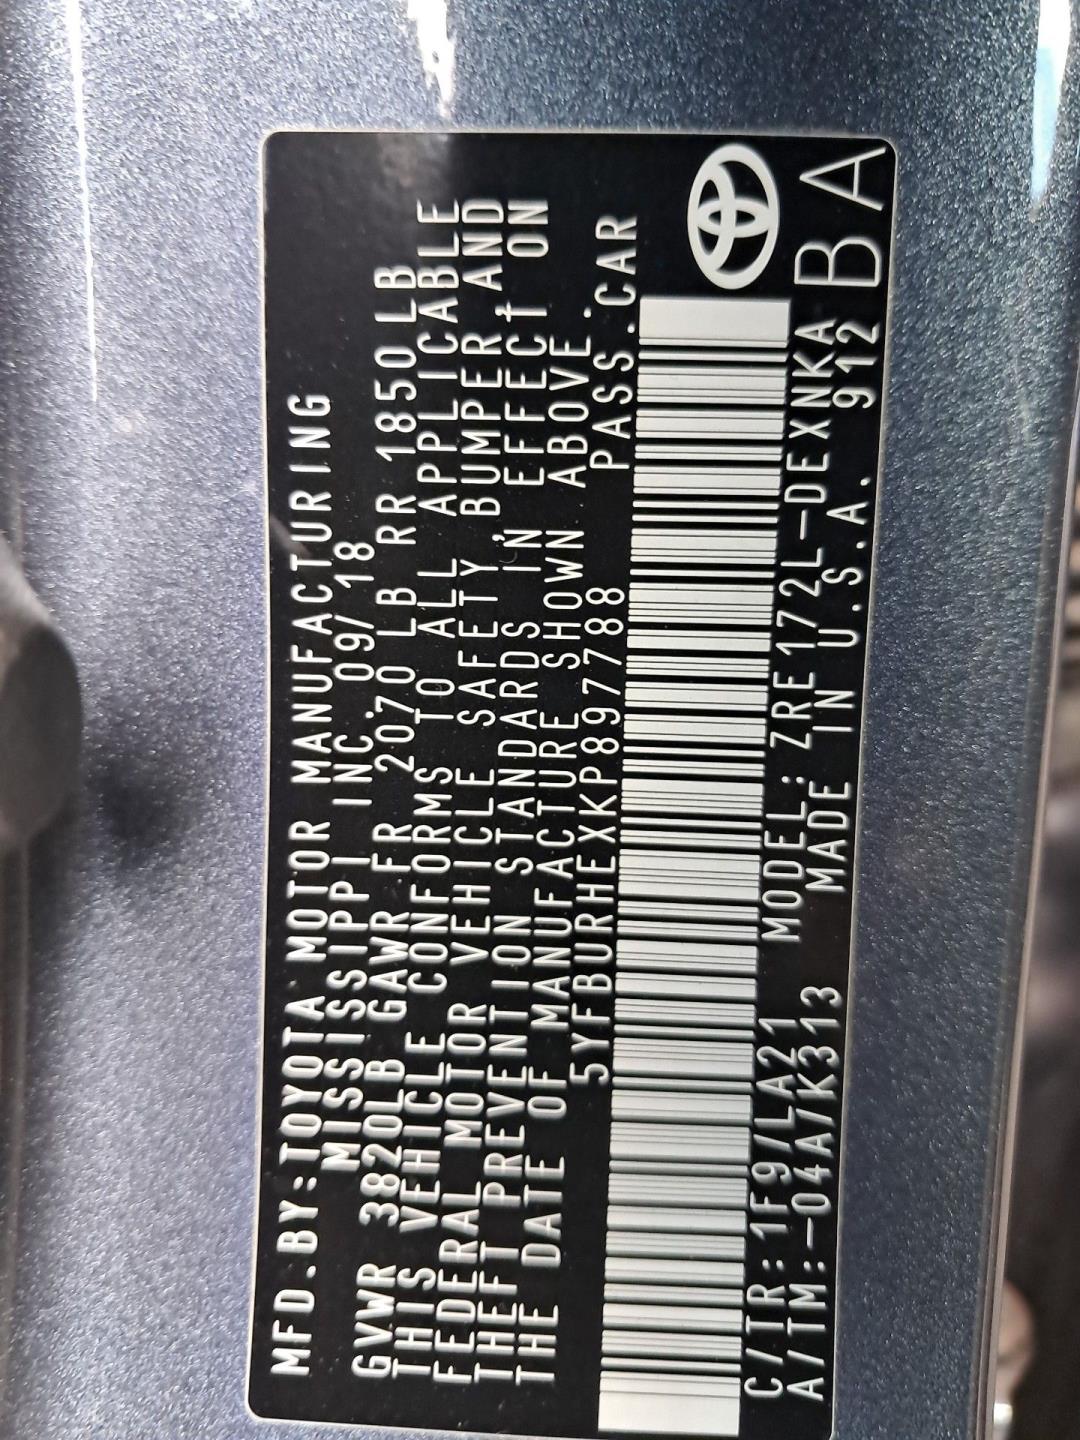 MFD.BY:TOYOTA MOTOR MANUFACTURING
MISSISSIPPI INC. 09/18
GVWR 3820LB GAWR FR 2070LB RR 1850LB
THIS VEHICLE CONFORMS TO ALL APPLICABLE
FEDERAL MOTOR VEHICLE SAFETY,BUMPER,AND
THEFT PREVENTION STANDARDS IN EFFECT ON
THE DATE OF MANUFACTURE SHOWN ABOVE.
5YFBURHEXKP897788 PASS.CAR
C/TR:1F9/LA21 MODEL:ZRE172L-DEXNKA
A/TM:-04A/K313 MADE IN U.S.A. 912 BA